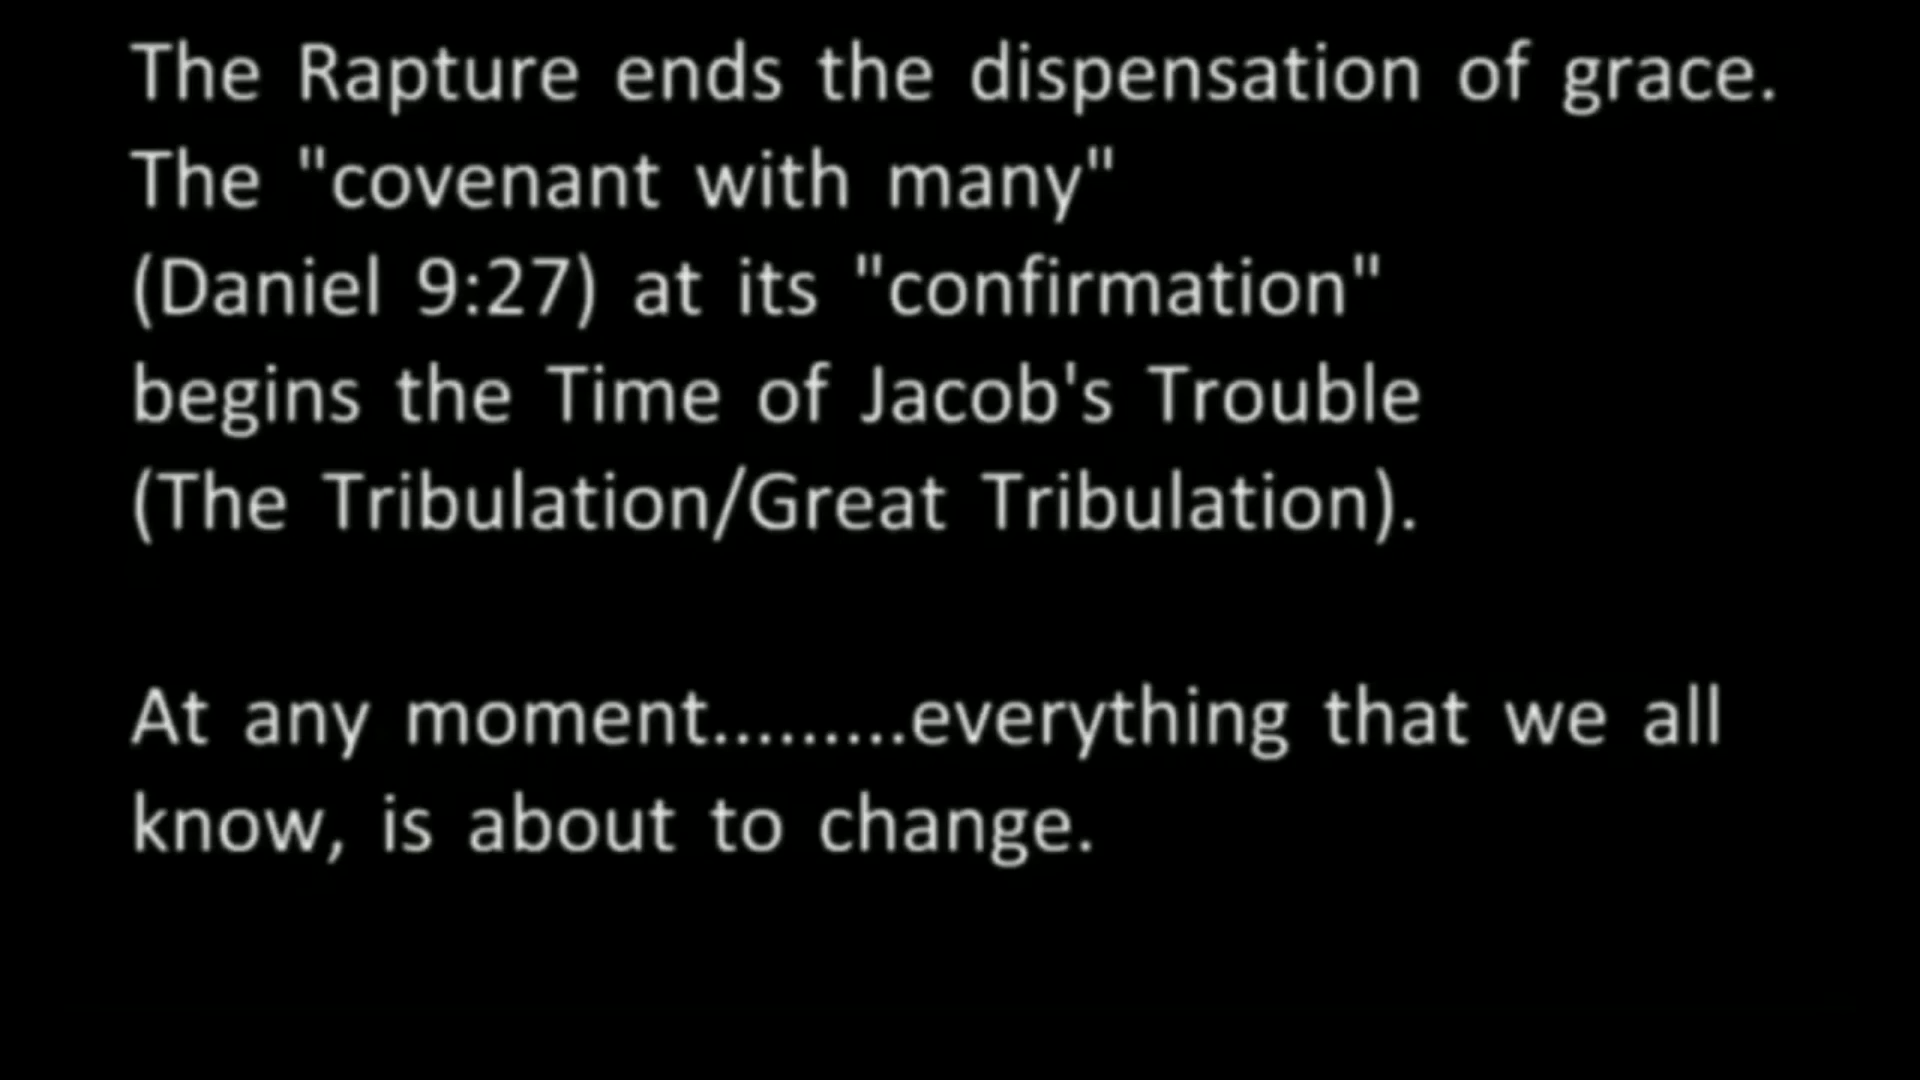 The Rapture ends the dispensation of grace.
The "covenant with many"
(Daniel 9:27) at its "confirmation"
begins the Time of Jacob's Trouble
(The Tribulation/Great Tribulation).
At any moment.........everything that we all
know, is about to change.